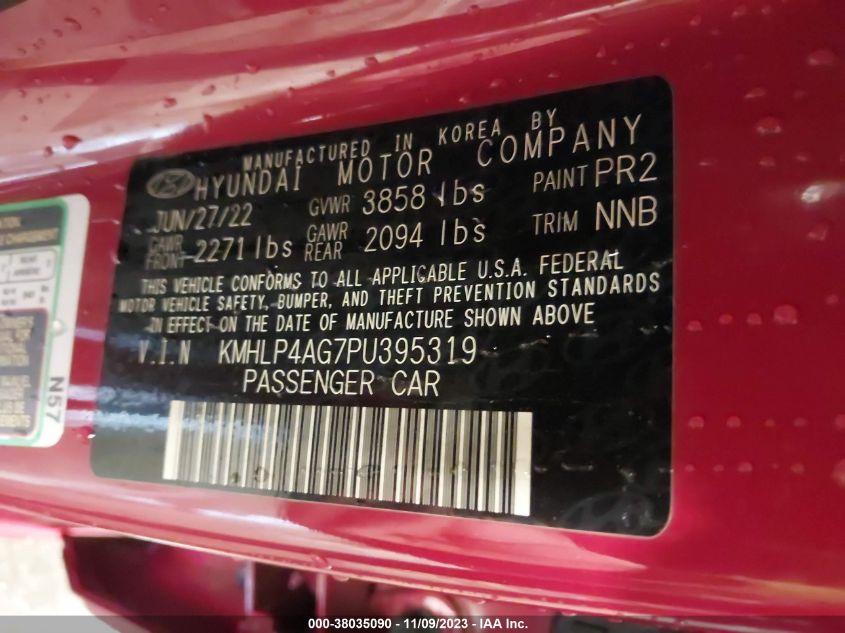 MANUFACTURED IN KOREA BY
HYUNDAI MOTOR COMPANY
JUN/27/22 GVWR 3858 lbs PAINT PR2
GAWR FRONT 2271 lbs GAWR REAR 2094 lbs TRIM NNB
THIS VEHICLE CONFORMS TO ALL APPLICABLE U.S.A. FEDERAL
MOTOR VEHICLE SAFETY, BUMPER, AND THEFT PREVENTION STANDARDS
IN EFFECT ON THE DATE OF MANUFACTURE SHOWN ABOVE
V.I.N KMHLP4AG7PU395319
PASSENGER CAR
N57
000-38035090 - 11/09/2023 - IAA Inc.